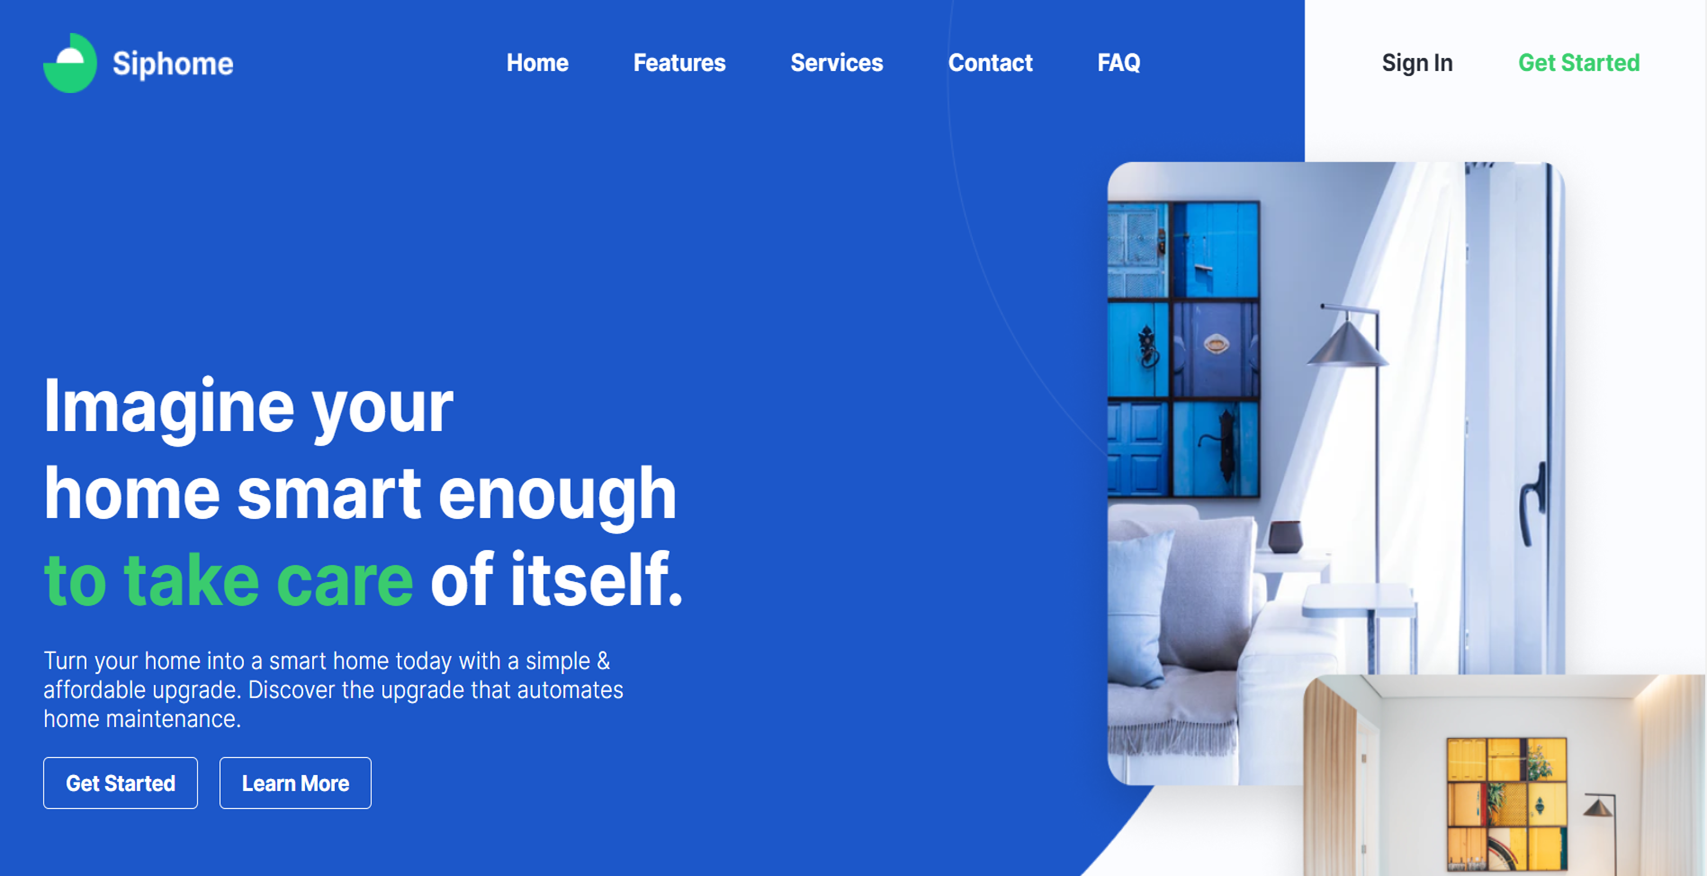 Siphome
Home Features Services Contact FAQ
Sign In Get Started
Imagine your
home smart enough
to take care of itself.
Turn your home into a smart home today with a simple &
affordable upgrade. Discover the upgrade that automates
home maintenance.
Get Started Learn More